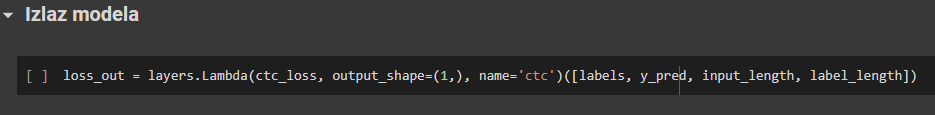 Izlaz modela
[ ] loss_out = layers.Lambda(ctc_loss, output_shape=(1,), name='ctc')([labels, y_pred, input_length, label_length])